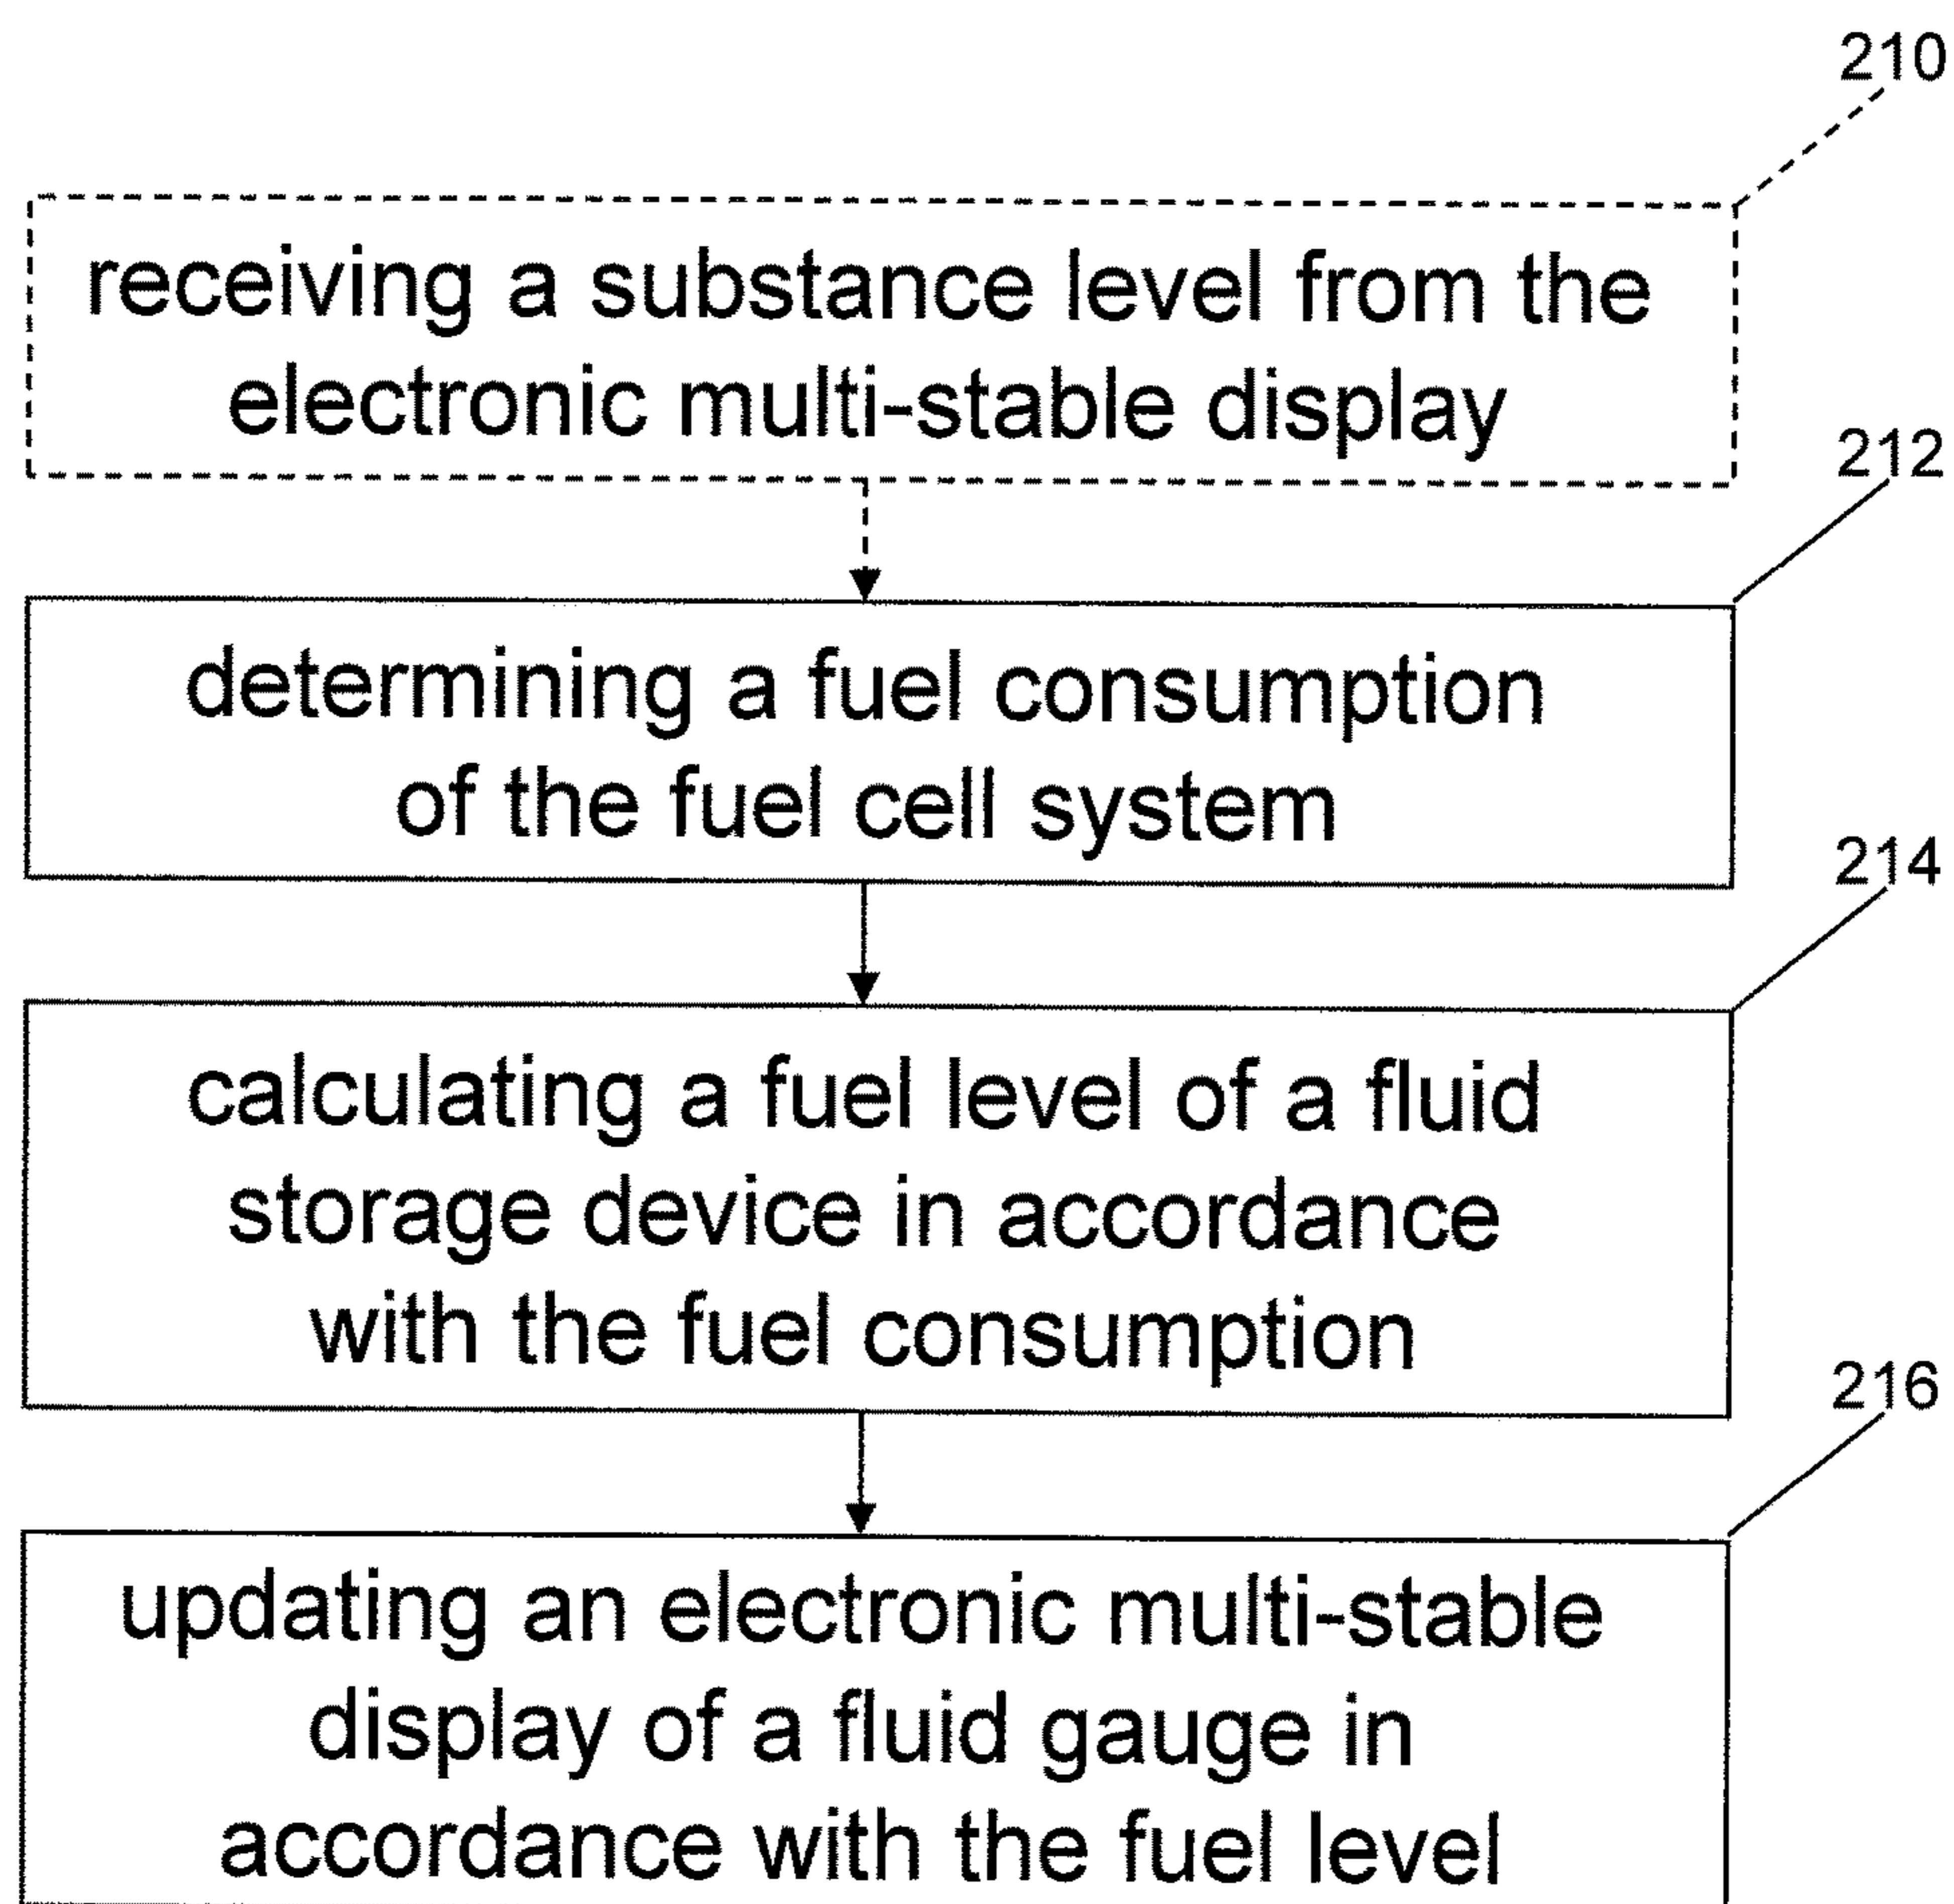 210
receiving a substance level from the
electronic multi-stable display
212
determining a fuel consumption
of the fuel cell system
214
calculating a fuel level of a fluid
storage device in accordance
with the fuel consumption
216
updating an electronic multi-stable
display of a fluid gauge in
accordance with the fuel level